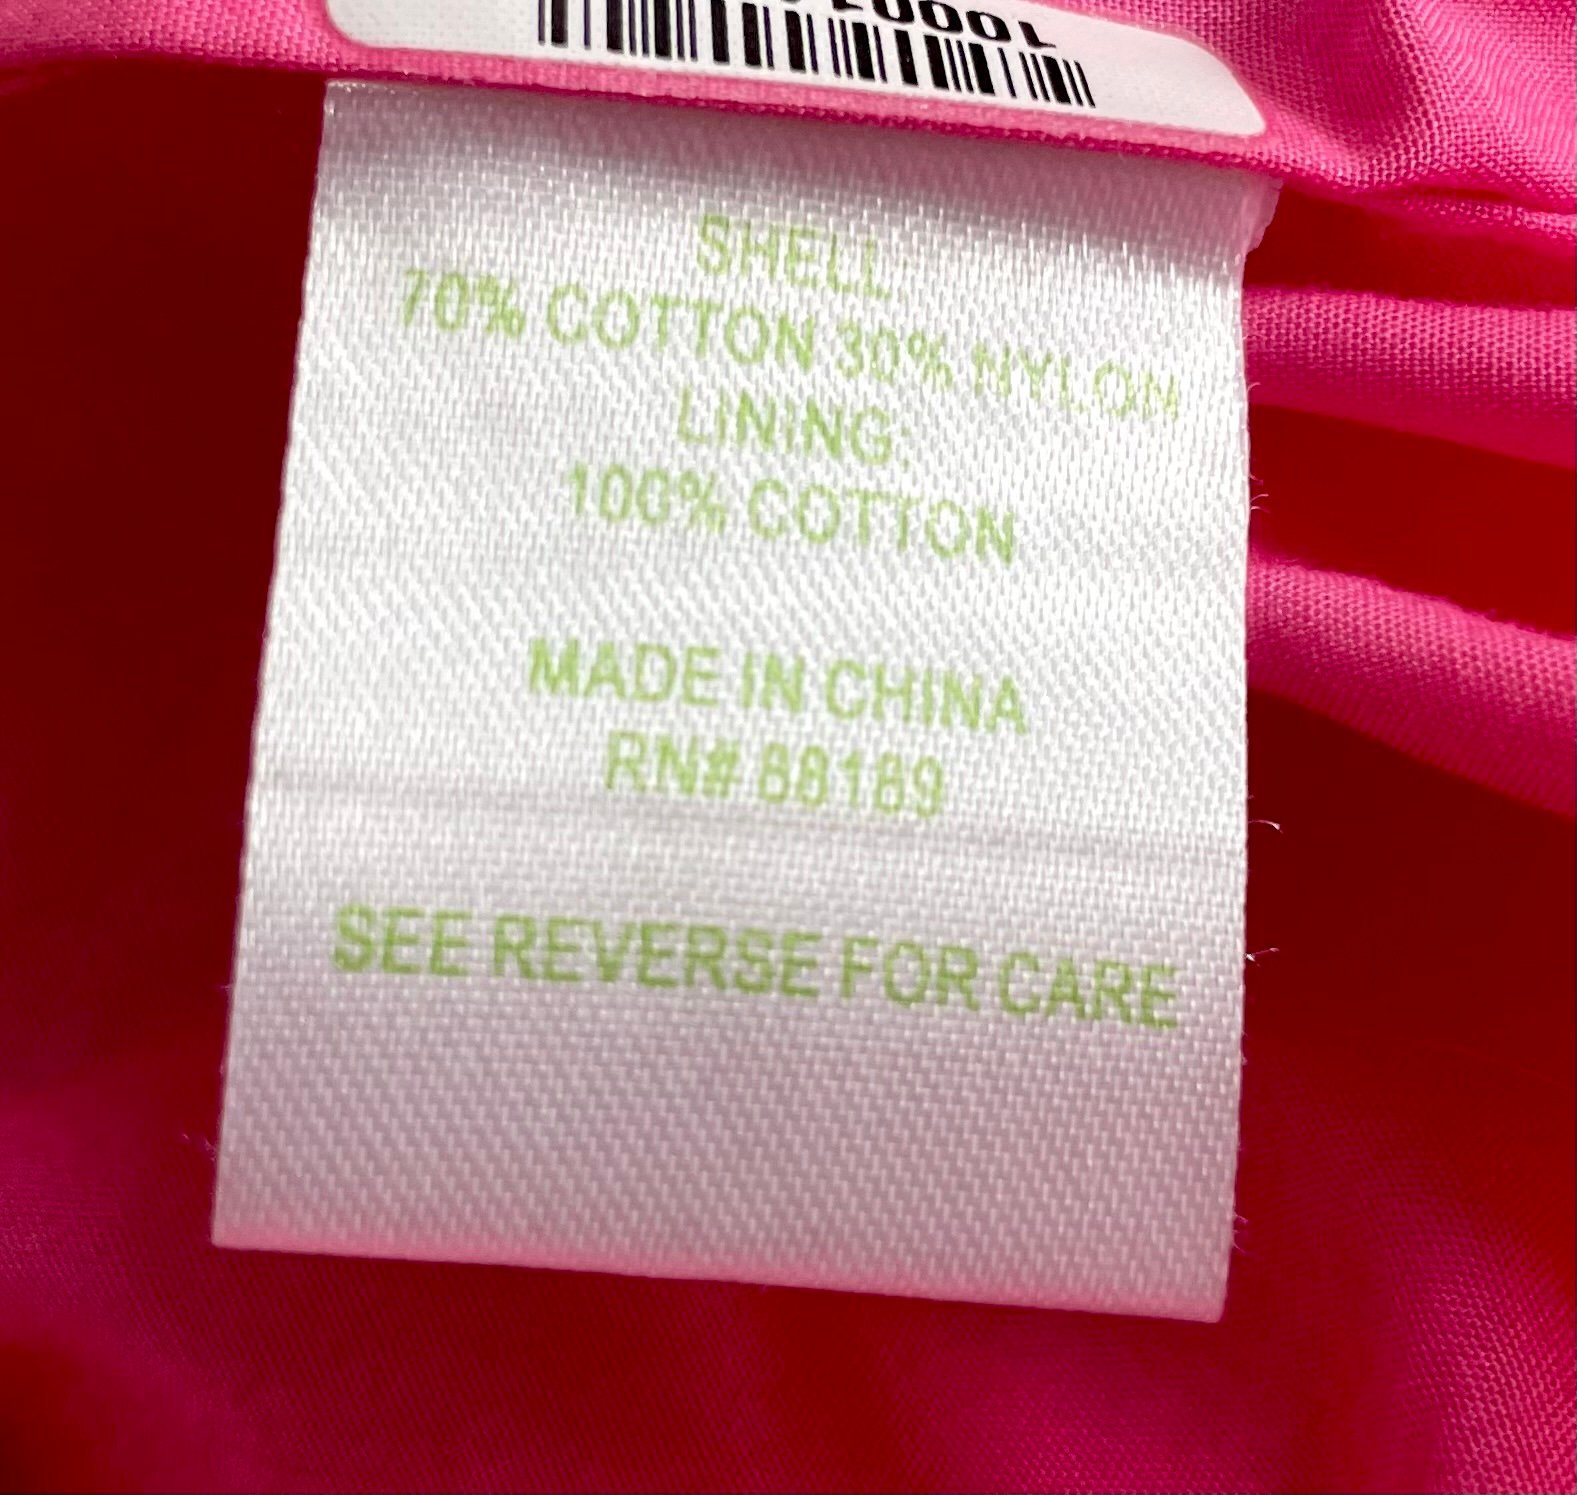 SHELL:
70% COTTON 30% NYLON
LINING:
100% COTTON
MADE IN CHINA
RN# 88189
SEE REVERSE FOR CARE